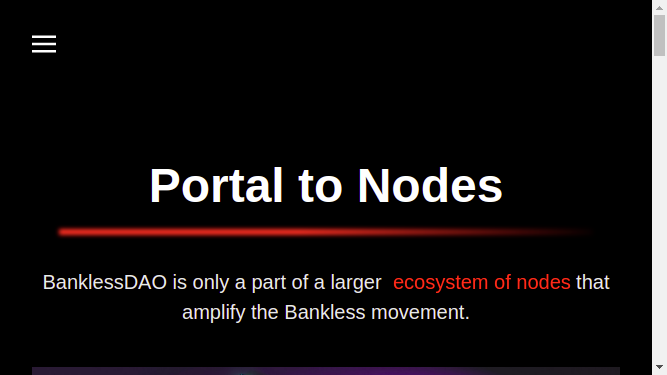 Portal to Nodes
BanklessDAO is only a part of a larger ecosystem of nodes that
amplify the Bankless movement.